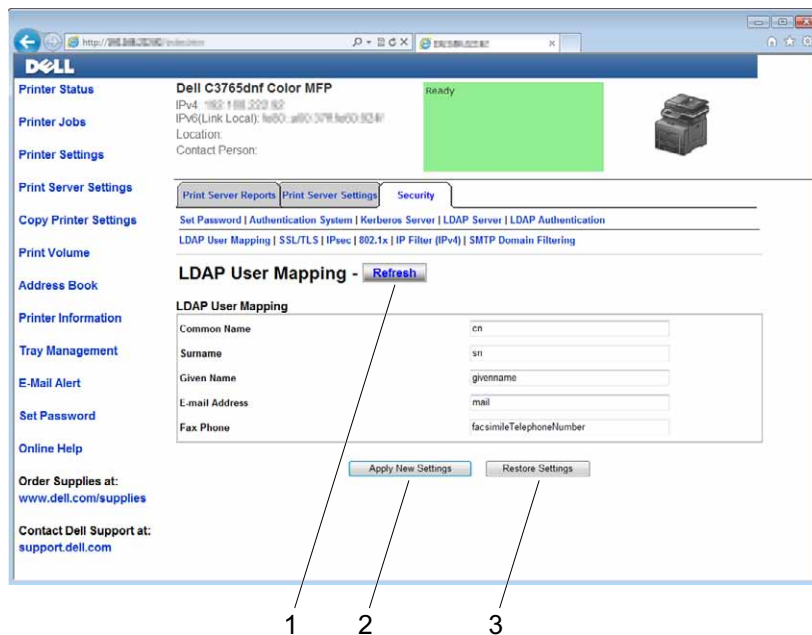 http://
DELL
Printer Status
Printer Jobs
Printer Settings
Print Server Settings
Copy Printer Settings
Print Volume
Address Book
Printer Information
Tray Management
E-Mail Alert
Set Password
Online Help
Order Supplies at:
www.dell.com/supplies
Contact Dell Support at:
support.dell.com
Dell C3765dnf Color MFP
IPv4:
IPv6(Link Local):
Location:
Contact Person:
Ready
Print Server Reports Print Server Settings Security
Set Password | Authentication System | Kerberos Server | LDAP Server | LDAP Authentication
LDAP User Mapping | SSL/TLS | IPsec | 802.1x | IP Filter (IPv4) | SMTP Domain Filtering
LDAP User Mapping - Refresh
LDAP User Mapping
Common Name cn
Surname sn
Given Name givenname
E-mail Address mail
Fax Phone facsimileTelephoneNumber
Apply New Settings Restore Settings
1 2 3